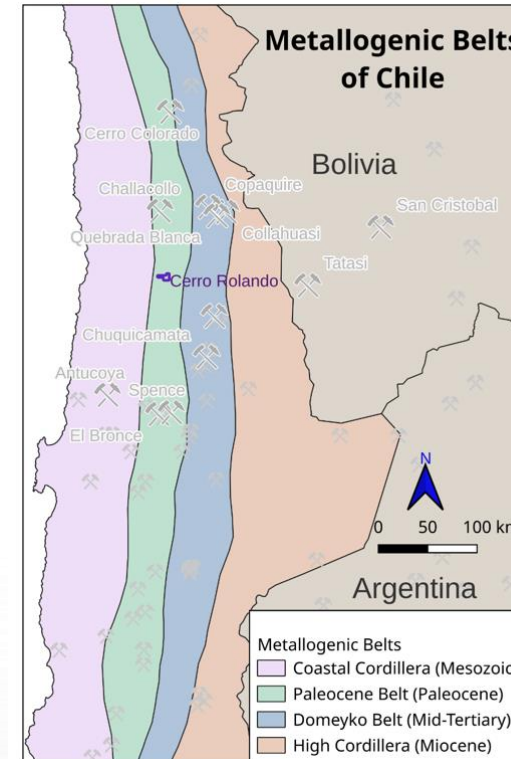 Metallogenic Belts
of Chile
Cerro Colorado
Bolivia
Challacollo
Copaquire
San Cristobal
Quebrada Blanca
Collahuasi
Tatasi
Cerro Rolando
Chuquicamata
Antucoya
Spence
El Bronce
N
0 50 100 km
Argentina
Metallogenic Belts
Coastal Cordillera (Mesozoic
Paleocene Belt (Paleocene)
Domeyko Belt (Mid-Tertiary)
High Cordillera (Miocene)